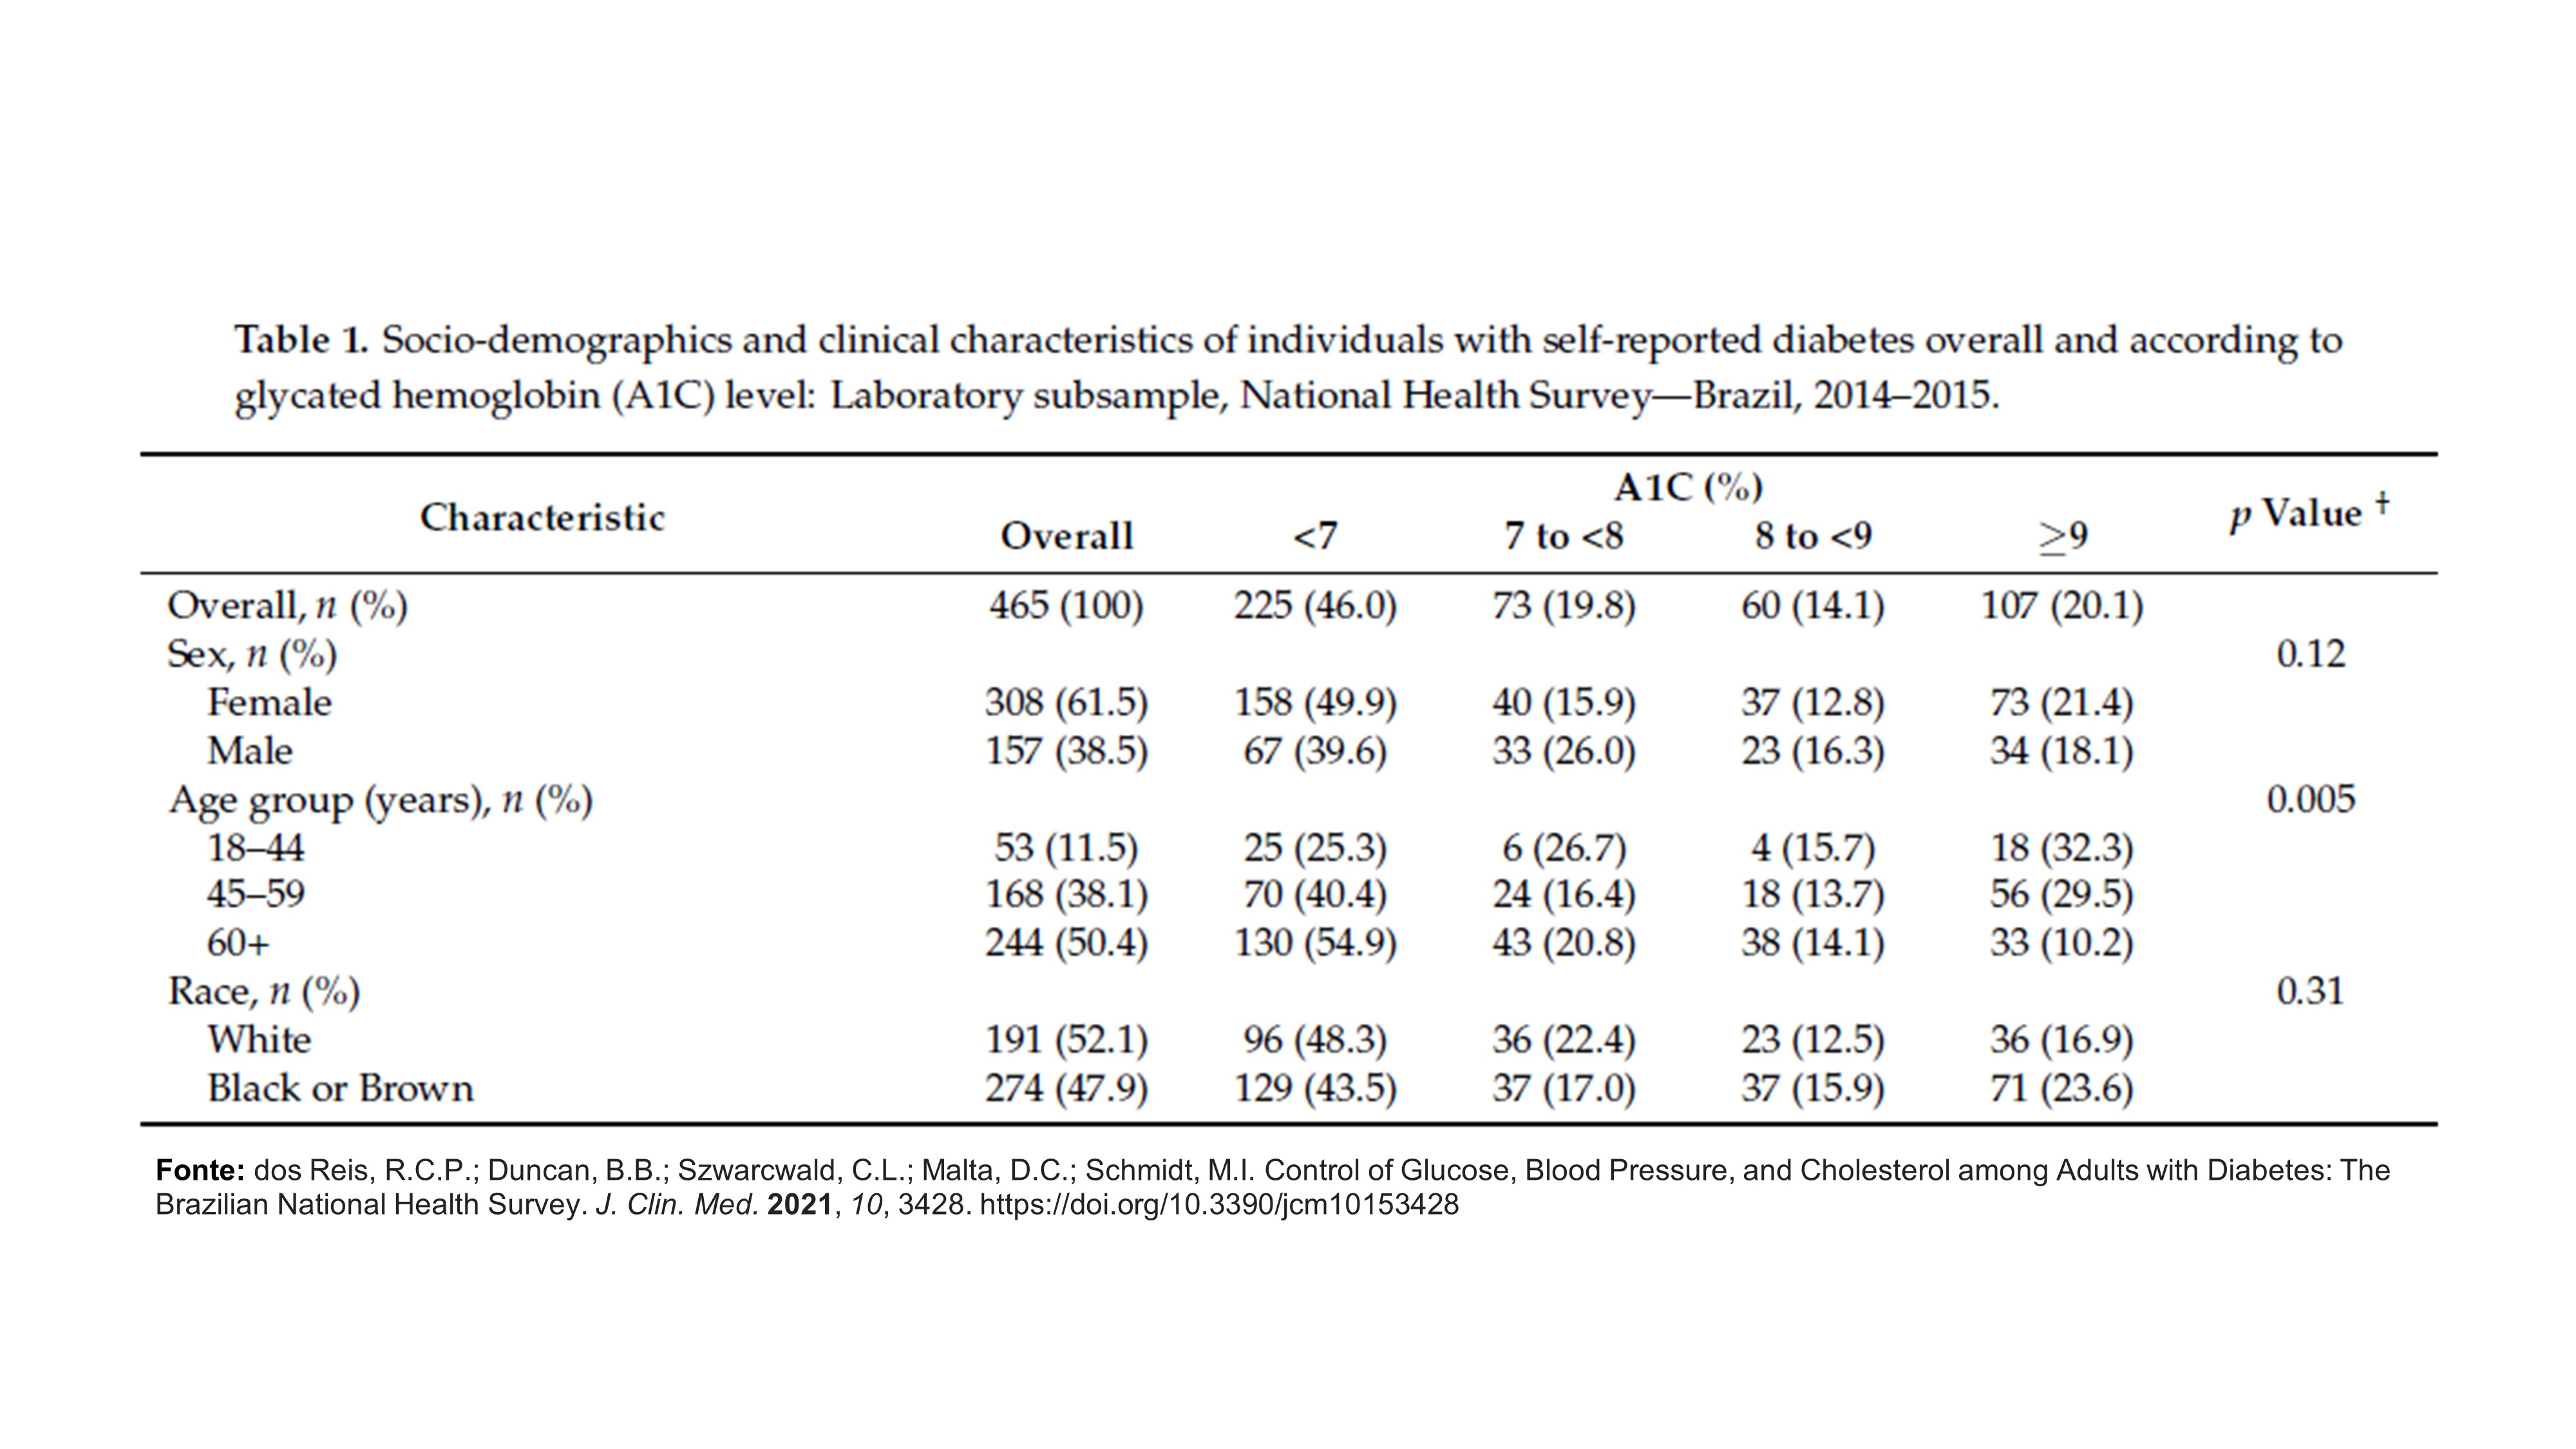 Table 1. Socio-demographics and clinical characteristics of individuals with self-reported diabetes overall and according to
glycated hemoglobin (A1C) level: Laboratory subsample, National Health Survey—Brazil, 2014–2015.
Characteristic A1C (%) p Value †
Overall <7 7 to <8 8 to <9 ≥9
Overall, n (%) 465 (100) 225 (46.0) 73 (19.8) 60 (14.1) 107 (20.1)
Sex, n (%) 0.12
Female 308 (61.5) 158 (49.9) 40 (15.9) 37 (12.8) 73 (21.4)
Male 157 (38.5) 67 (39.6) 33 (26.0) 23 (16.3) 34 (18.1)
Age group (years), n (%) 0.005
18–44 53 (11.5) 25 (25.3) 6 (26.7) 4 (15.7) 18 (32.3)
45–59 168 (38.1) 70 (40.4) 24 (16.4) 18 (13.7) 56 (29.5)
60+ 244 (50.4) 130 (54.9) 43 (20.8) 38 (14.1) 33 (10.2)
Race, n (%) 0.31
White 191 (52.1) 96 (48.3) 36 (22.4) 23 (12.5) 36 (16.9)
Black or Brown 274 (47.9) 129 (43.5) 37 (17.0) 37 (15.9) 71 (23.6)
Fonte: dos Reis, R.C.P.; Duncan, B.B.; Szwarcwald, C.L.; Malta, D.C.; Schmidt, M.I. Control of Glucose, Blood Pressure, and Cholesterol among Adults with Diabetes: The
Brazilian National Health Survey. J. Clin. Med. 2021, 10, 3428. https://doi.org/10.3390/jcm10153428